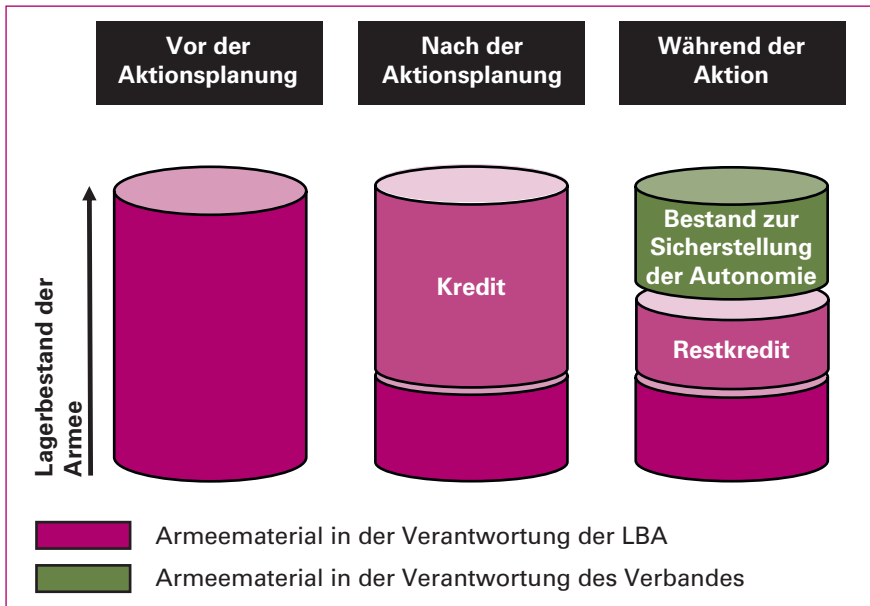 Vor der
Aktionsplanung
Nach der
Aktionsplanung
Während der
Aktion
Lagerbestand der
Armee
Kredit
Bestand zur
Sicherstellung
der Autonomie
Restkredit
Armeematerial in der Verantwortung der LBA
Armeematerial in der Verantwortung des Verbandes